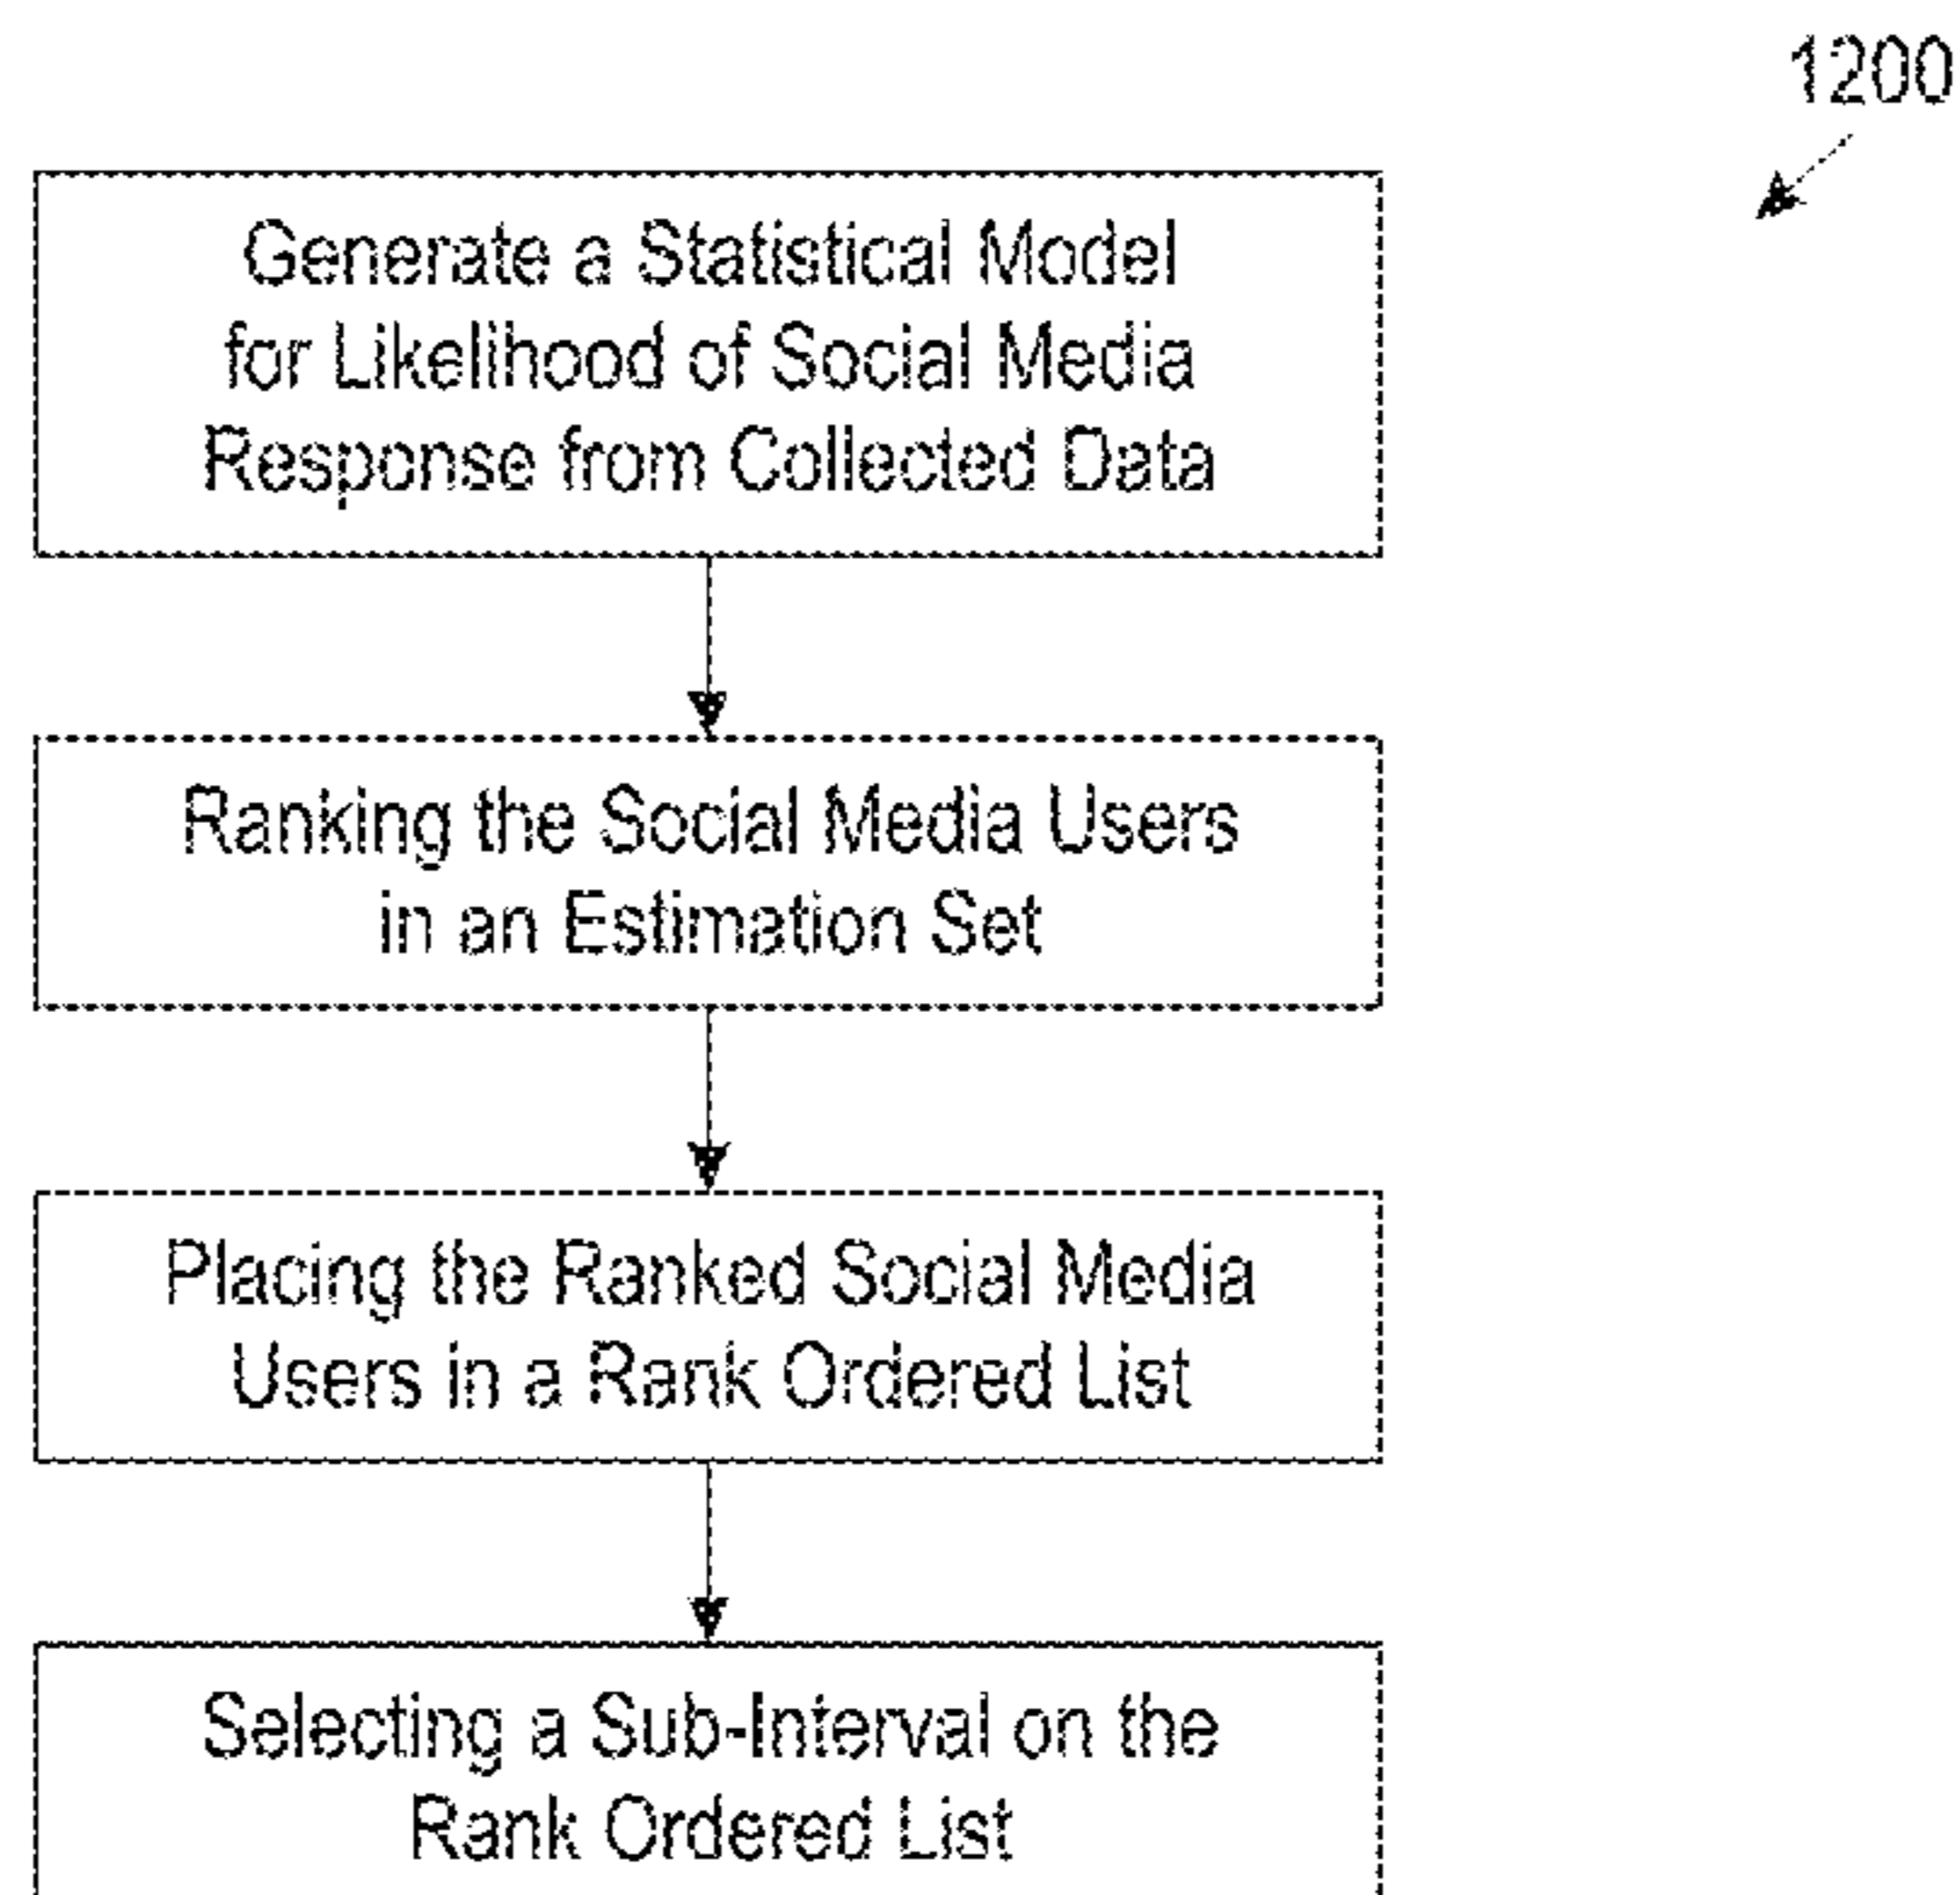 1200
Generate a Statistical Model
for Likelihood of Social Media
Response from Collected Data
Ranking the Social Media Users
in an Estimation Set
Placing the Ranked Social Media
Users in a Rank Ordered List
Selecting a Sub-Interval on the
Rank Ordered List